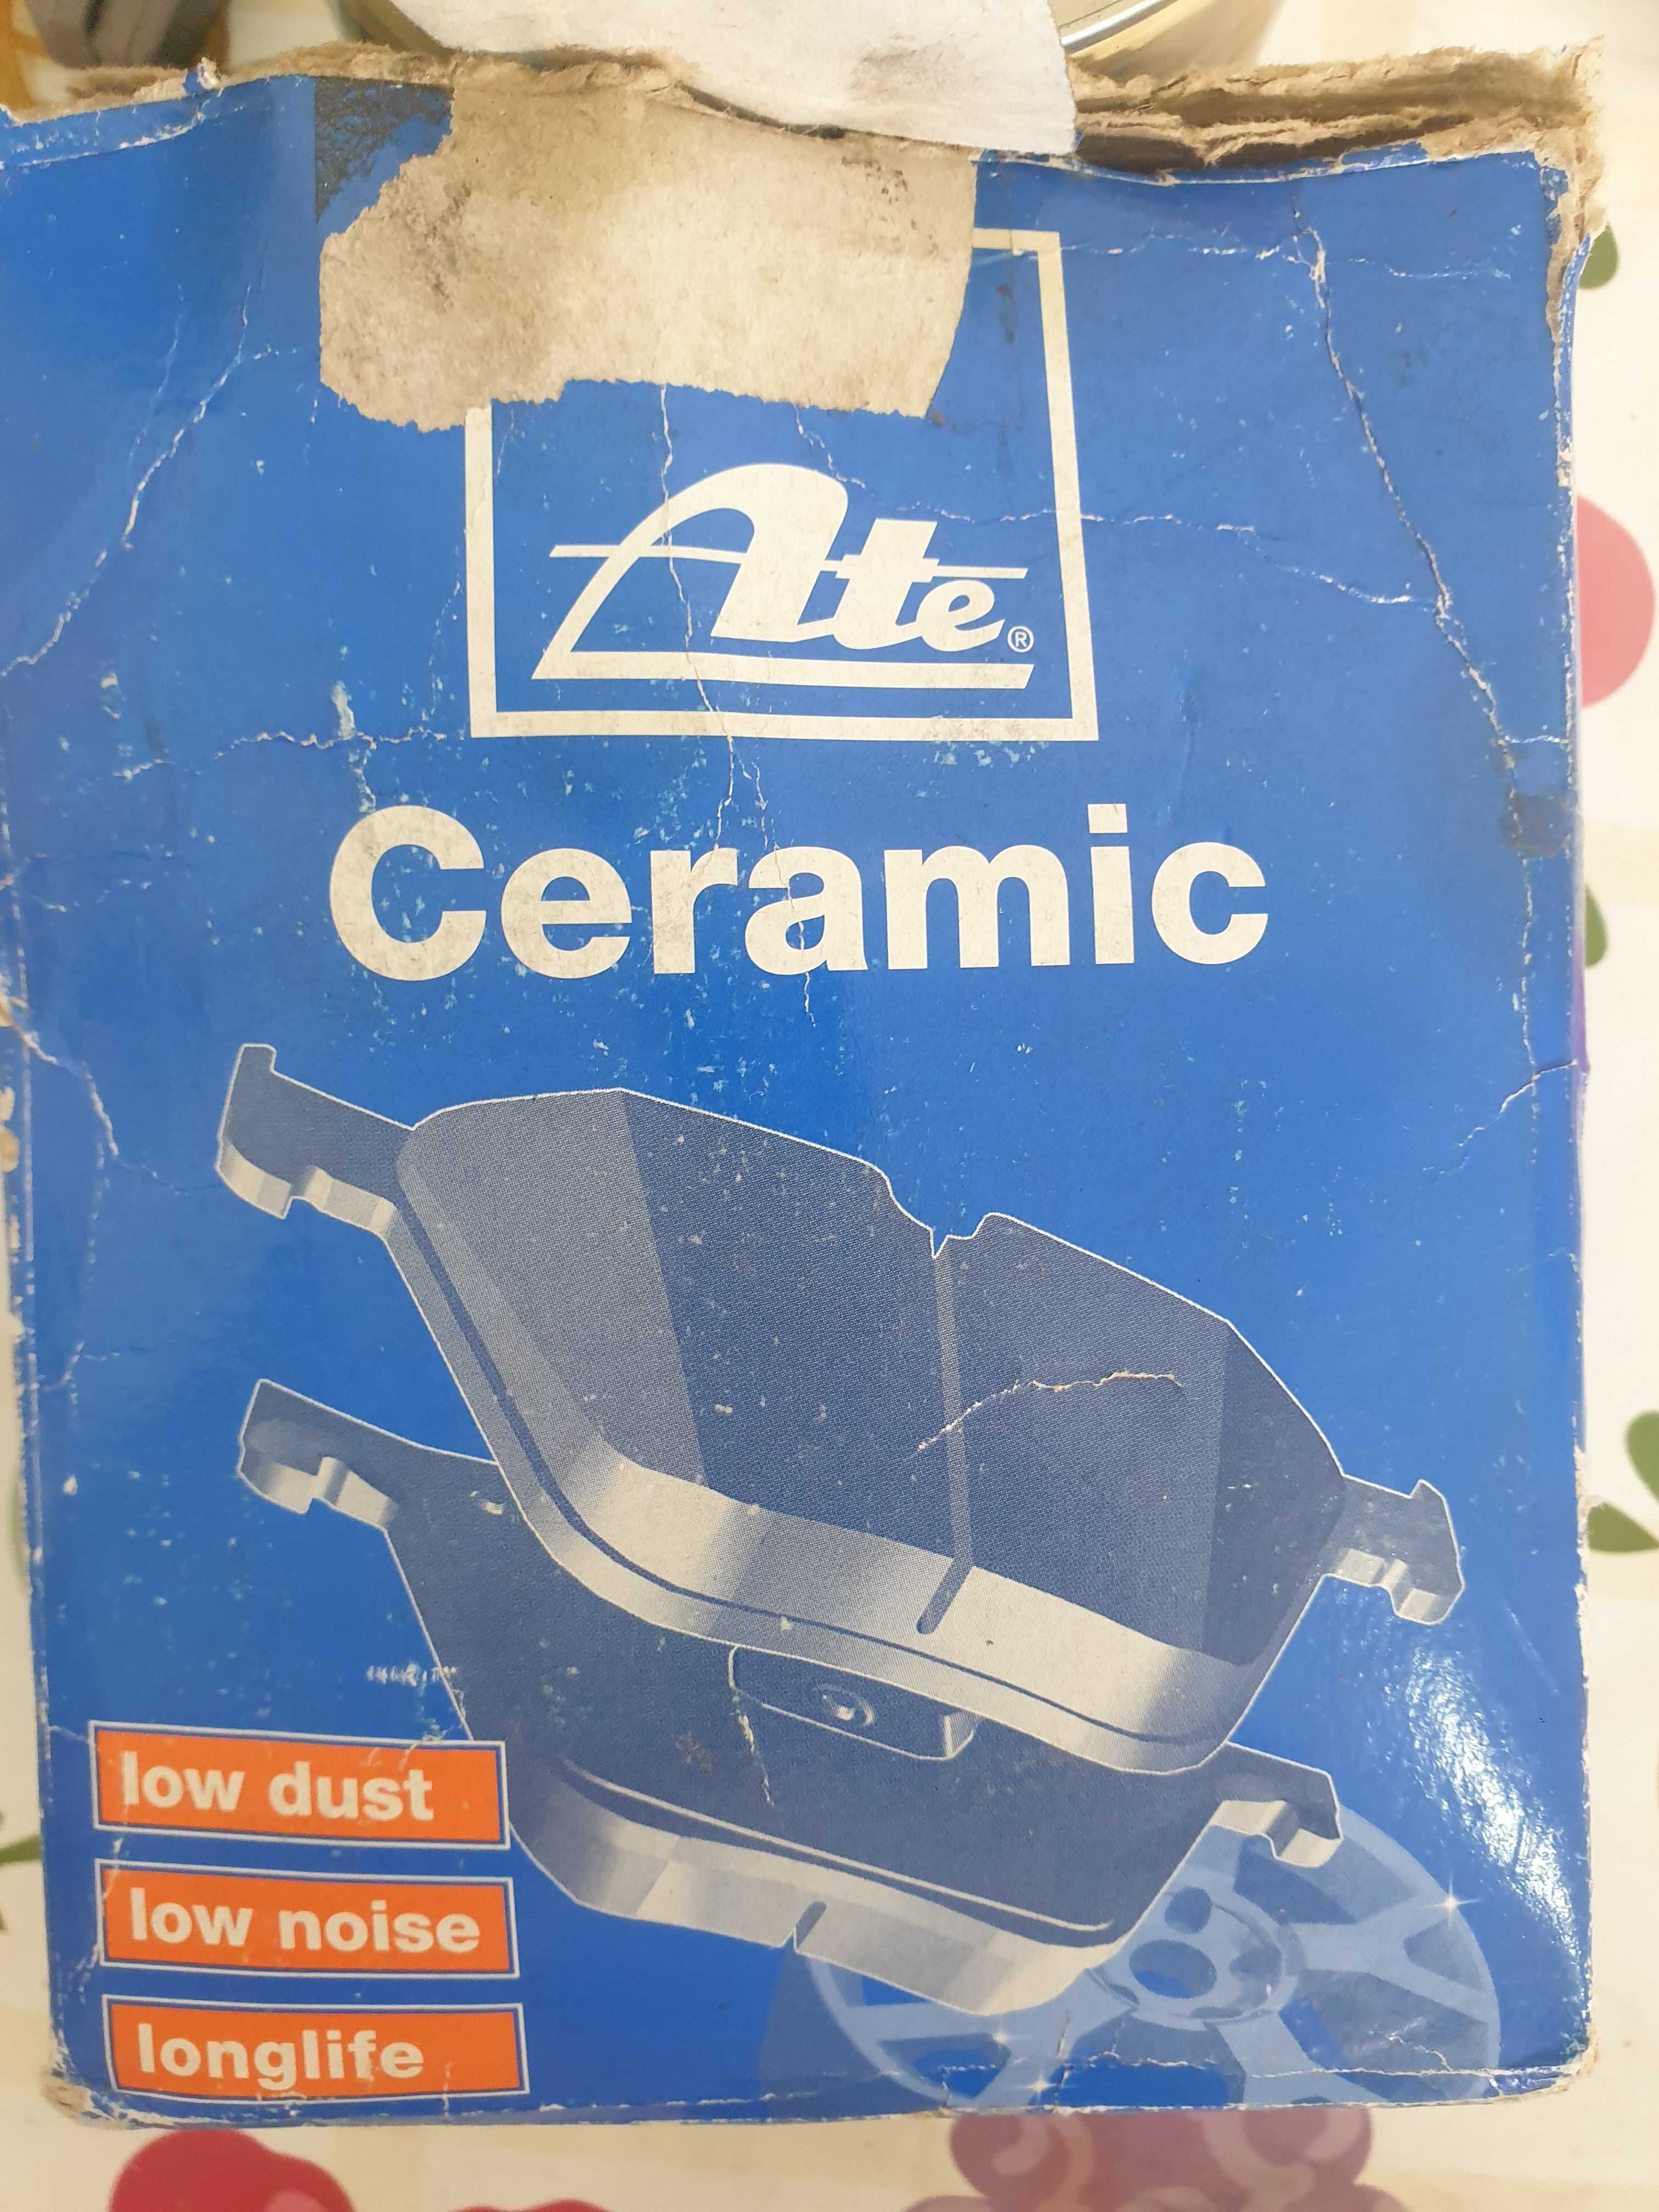 Ate®
Ceramic
low dust
low noise
longlife